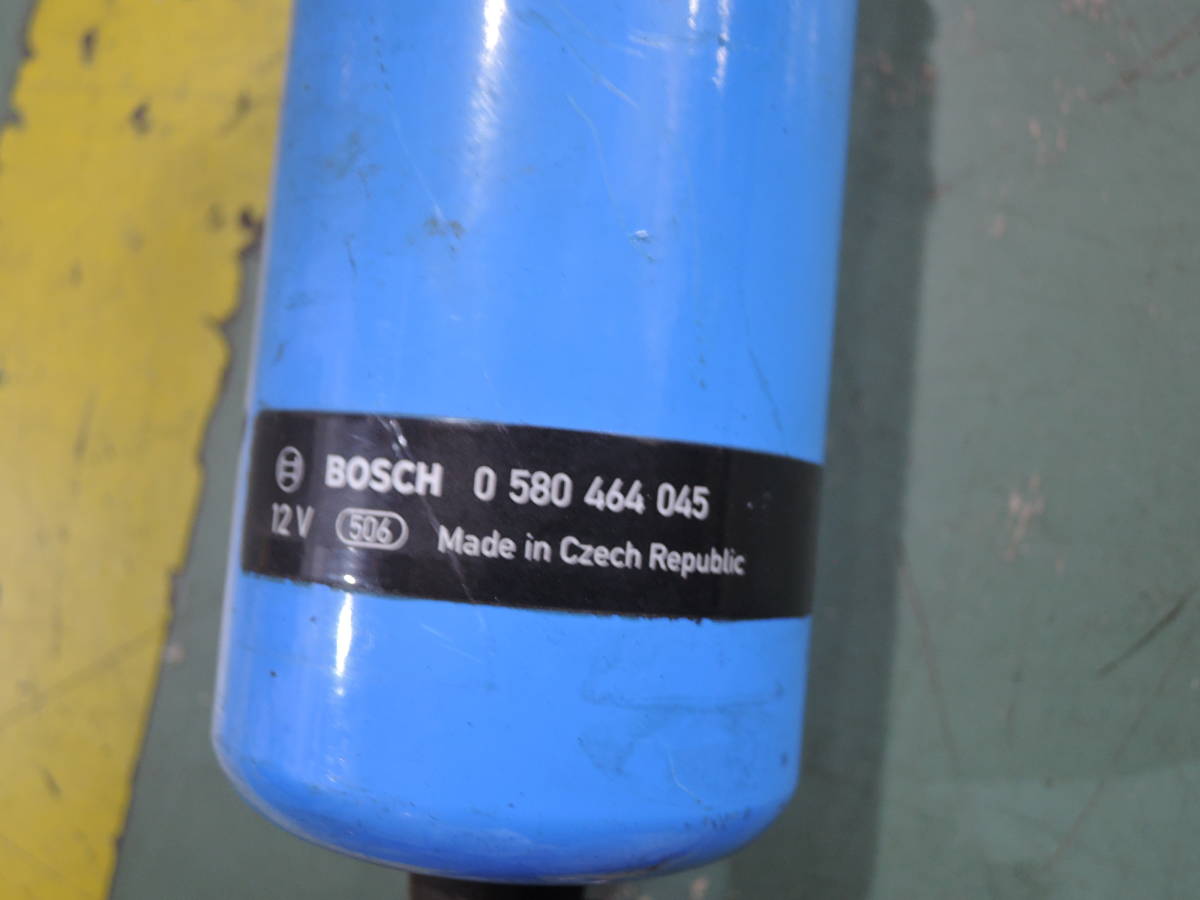 BOSCH 0 580 464 045
12 V 506 Made in Czech Republic